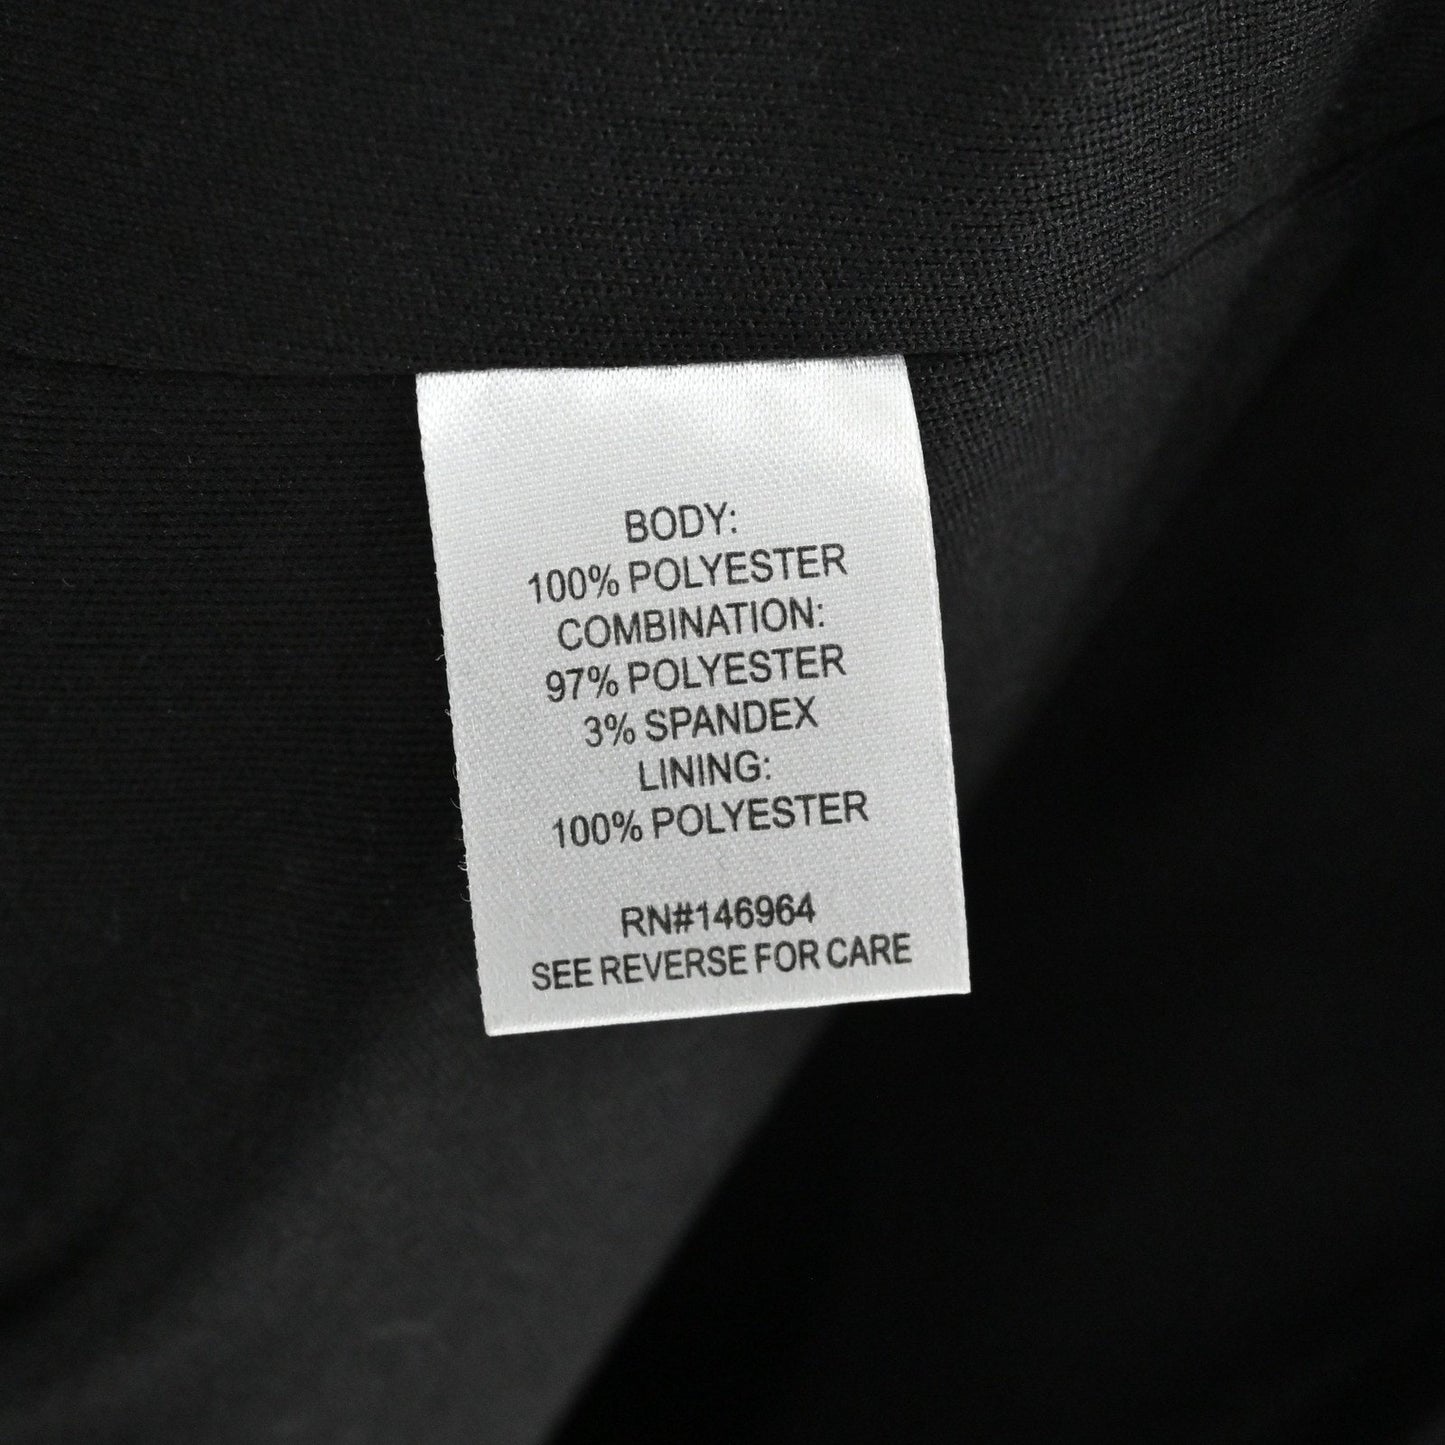 BODY:
100% POLYESTER
COMBINATION:
97% POLYESTER
3% SPANDEX
LINING:
100% POLYESTER
RN#146964
SEE REVERSE FOR CARE